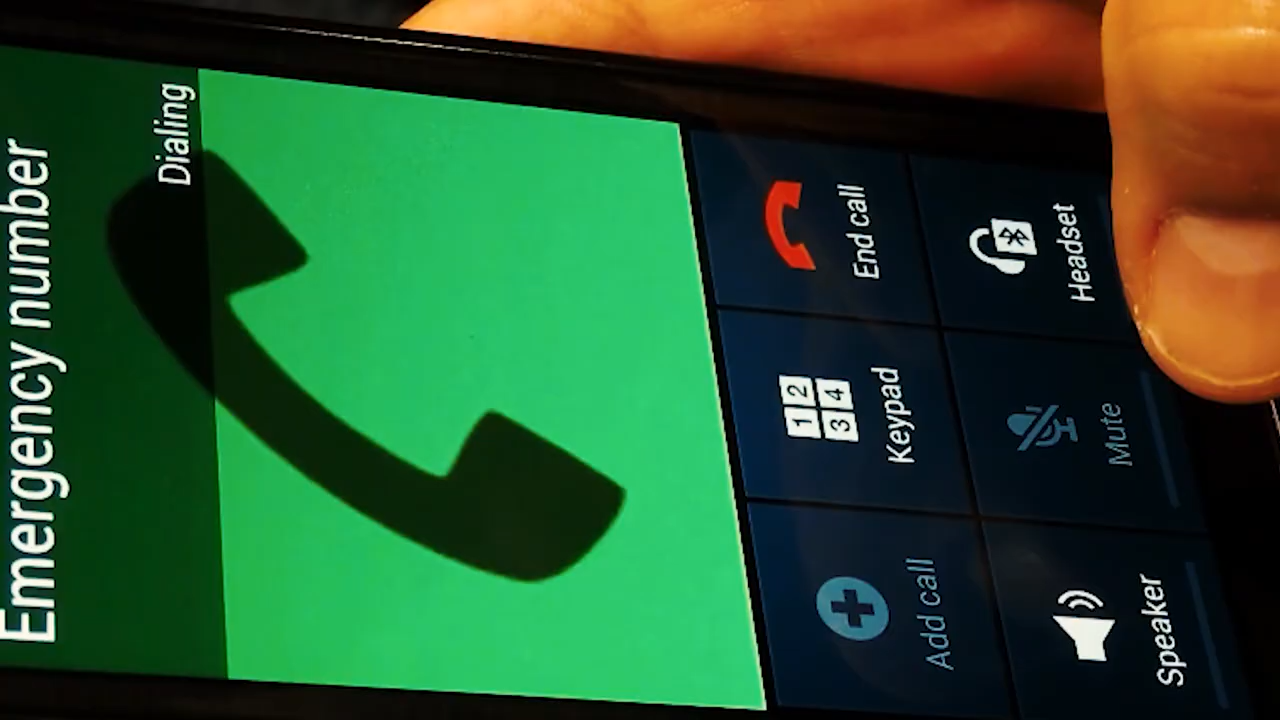 Emergency number
Dialing
Add call
Keypad
1 2
3 4
End call
Speaker
Mute
Headset